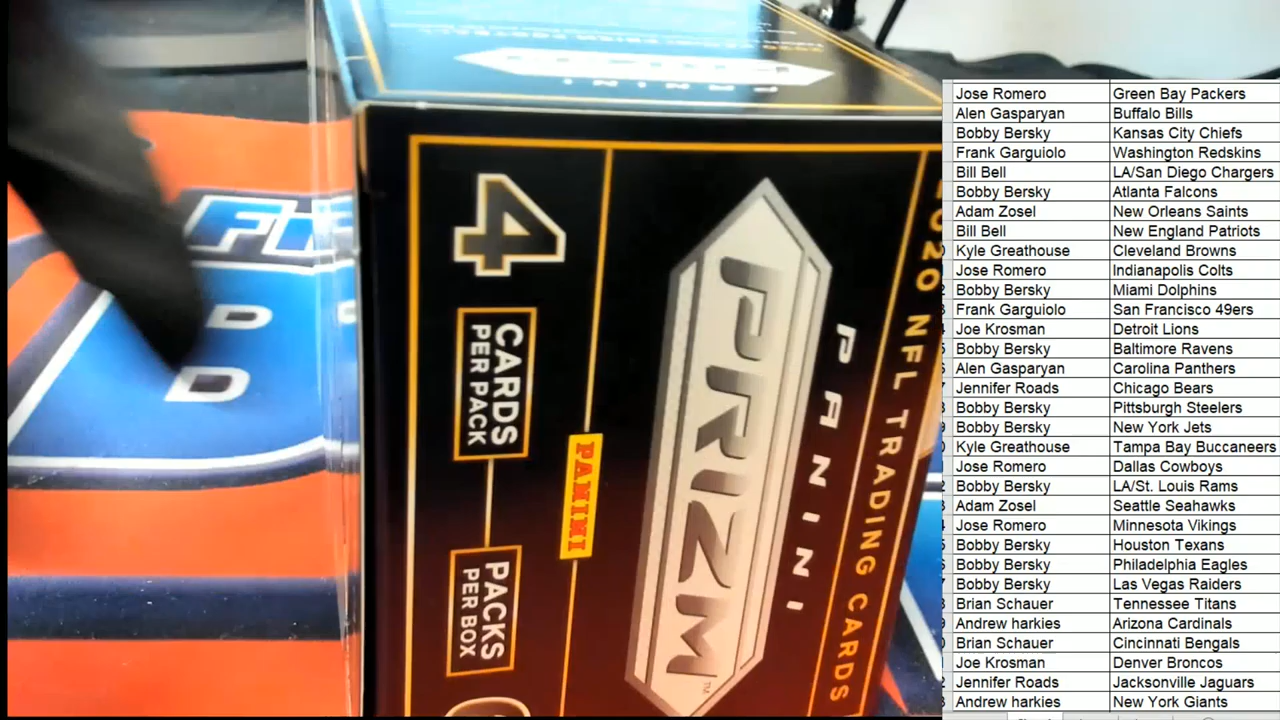 4
CARDS
PER PACK
PACKS
PER BOX
PANINI
PRIZM
TM
PANINI
2020 NFL TRADING CARDS
D
D
Jose Romero Green Bay Packers
Alen Gasparyan Buffalo Bills
Bobby Bersky Kansas City Chiefs
Frank Garguiolo Washington Redskins
Bill Bell LA/San Diego Chargers
Bobby Bersky Atlanta Falcons
Adam Zosel New Orleans Saints
Bill Bell New England Patriots
Kyle Greathouse Cleveland Browns
Jose Romero Indianapolis Colts
Bobby Bersky Miami Dolphins
Frank Garguiolo San Francisco 49ers
Joe Krosman Detroit Lions
Bobby Bersky Baltimore Ravens
Alen Gasparyan Carolina Panthers
Jennifer Roads Chicago Bears
Bobby Bersky Pittsburgh Steelers
Bobby Bersky New York Jets
Kyle Greathouse Tampa Bay Buccaneers
Jose Romero Dallas Cowboys
Bobby Bersky LA/St. Louis Rams
Adam Zosel Seattle Seahawks
Jose Romero Minnesota Vikings
Bobby Bersky Houston Texans
Bobby Bersky Philadelphia Eagles
Bobby Bersky Las Vegas Raiders
Brian Schauer Tennessee Titans
Andrew harkies Arizona Cardinals
Brian Schauer Cincinnati Bengals
Joe Krosman Denver Broncos
Jennifer Roads Jacksonville Jaguars
Andrew harkies New York Giants